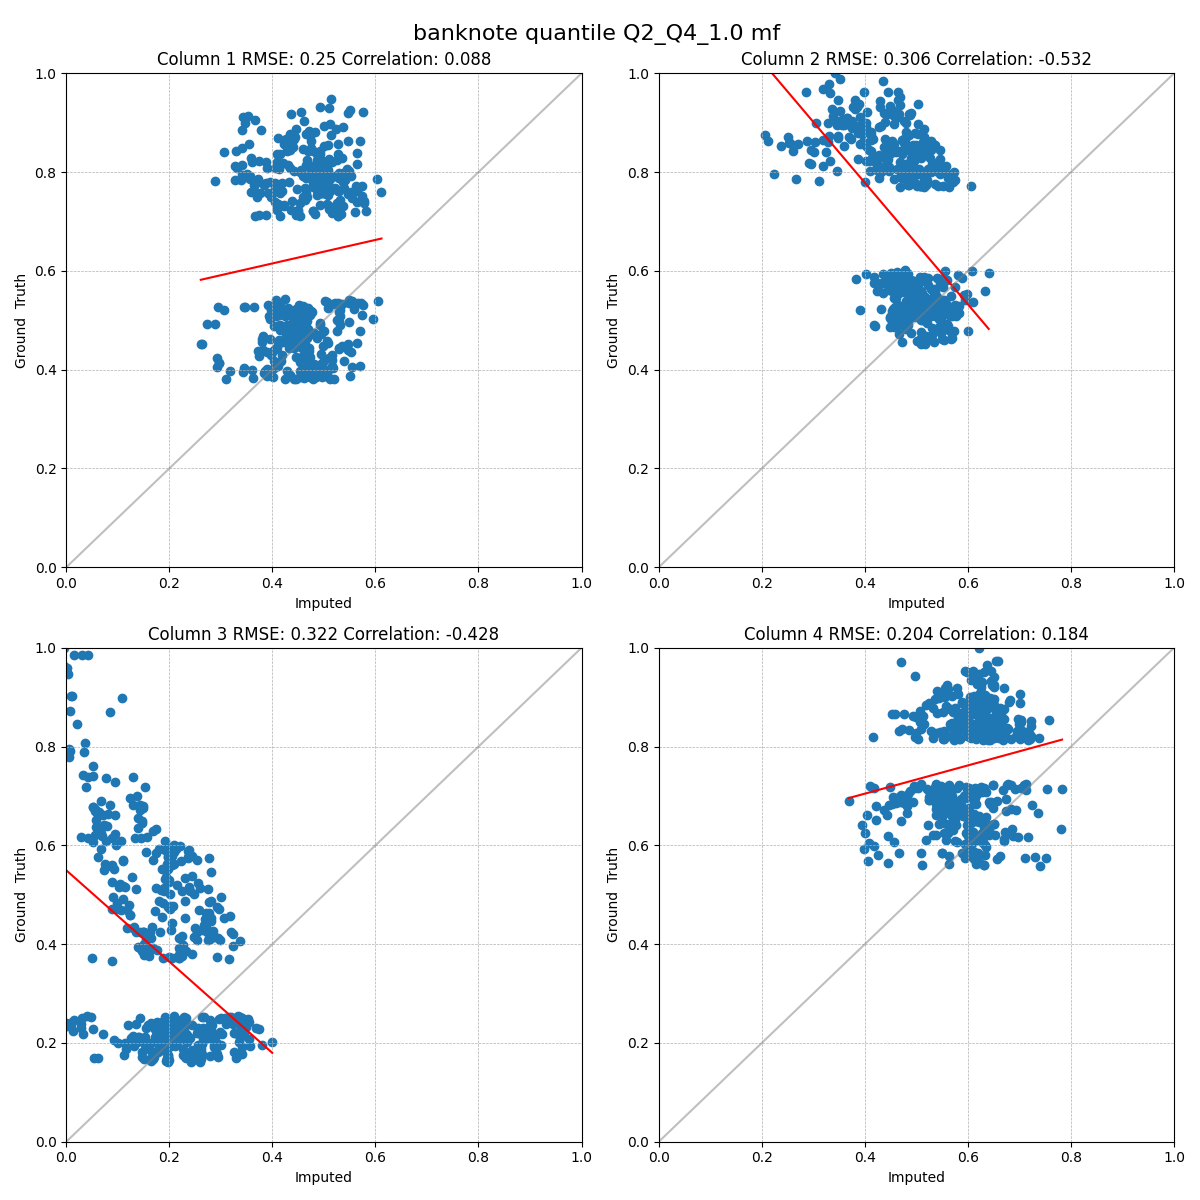 banknote quantile Q2_Q4_1.0 mf
Column 1 RMSE: 0.25 Correlation: 0.088
1.0
0.8
0.6
0.4
0.2
0.0
Ground Truth
0.0 0.2 0.4 0.6 0.8 1.0
Imputed
Column 2 RMSE: 0.306 Correlation: -0.532
1.0
0.8
0.6
0.4
0.2
0.0
Ground Truth
0.0 0.2 0.4 0.6 0.8 1.0
Imputed
Column 3 RMSE: 0.322 Correlation: -0.428
1.0
0.8
0.6
0.4
0.2
0.0
Ground Truth
0.0 0.2 0.4 0.6 0.8 1.0
Imputed
Column 4 RMSE: 0.204 Correlation: 0.184
1.0
0.8
0.6
0.4
0.2
0.0
Ground Truth
0.0 0.2 0.4 0.6 0.8 1.0
Imputed